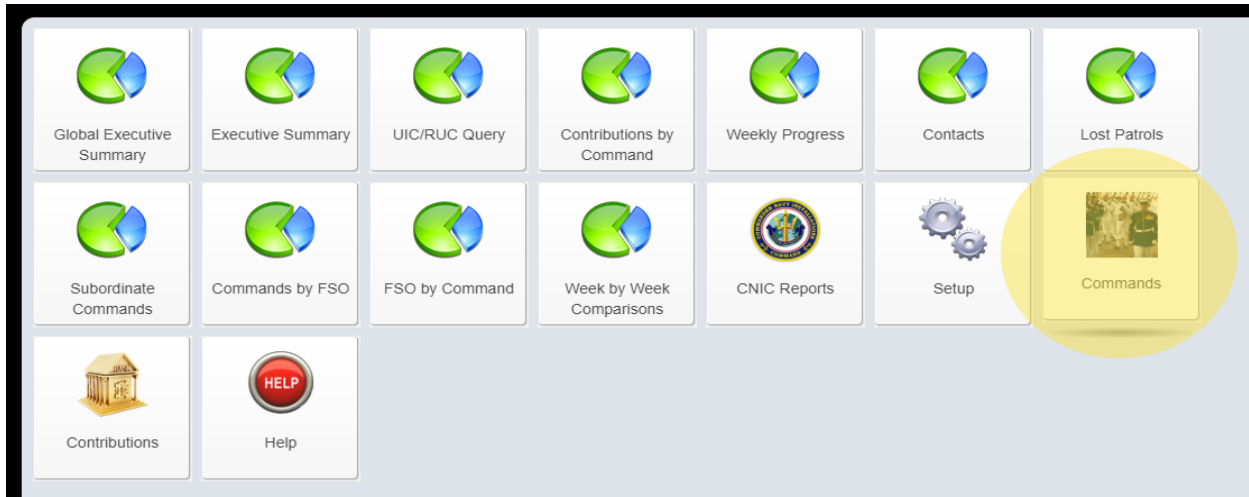 Global Executive
Summary
Executive Summary
UIC/RUC Query
Contributions by
Command
Weekly Progress
Contacts
Lost Patrols
Subordinate
Commands
Commands by FSO
FSO by Command
Week by Week
Comparisons
CNIC Reports
Setup
Commands
Contributions
HELP
Help